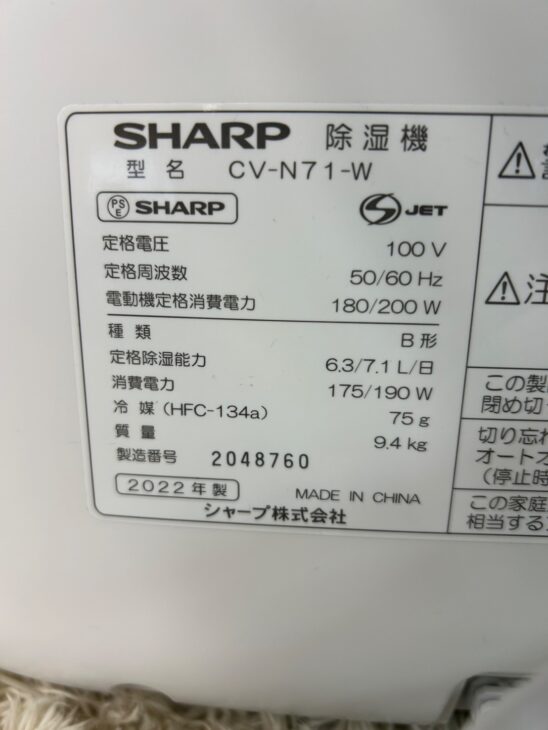 SHARP 除湿機
型名 CV-N71-W
PS E SHARP JET
定格電圧 100 V
定格周波数 50/60 Hz
電動機定格消費電力 180/200 W
種類 B形
定格除湿能力 6.3/7.1 L/日
消費電力 175/190 W
冷媒(HFC-134a) 75 g
質量 9.4 kg
製造番号 2048760
2022年製 MADE IN CHINA
シャープ株式会社
注
この製
閉め切
切り忘れ
オートオ
(停止時
この家庭
相当する